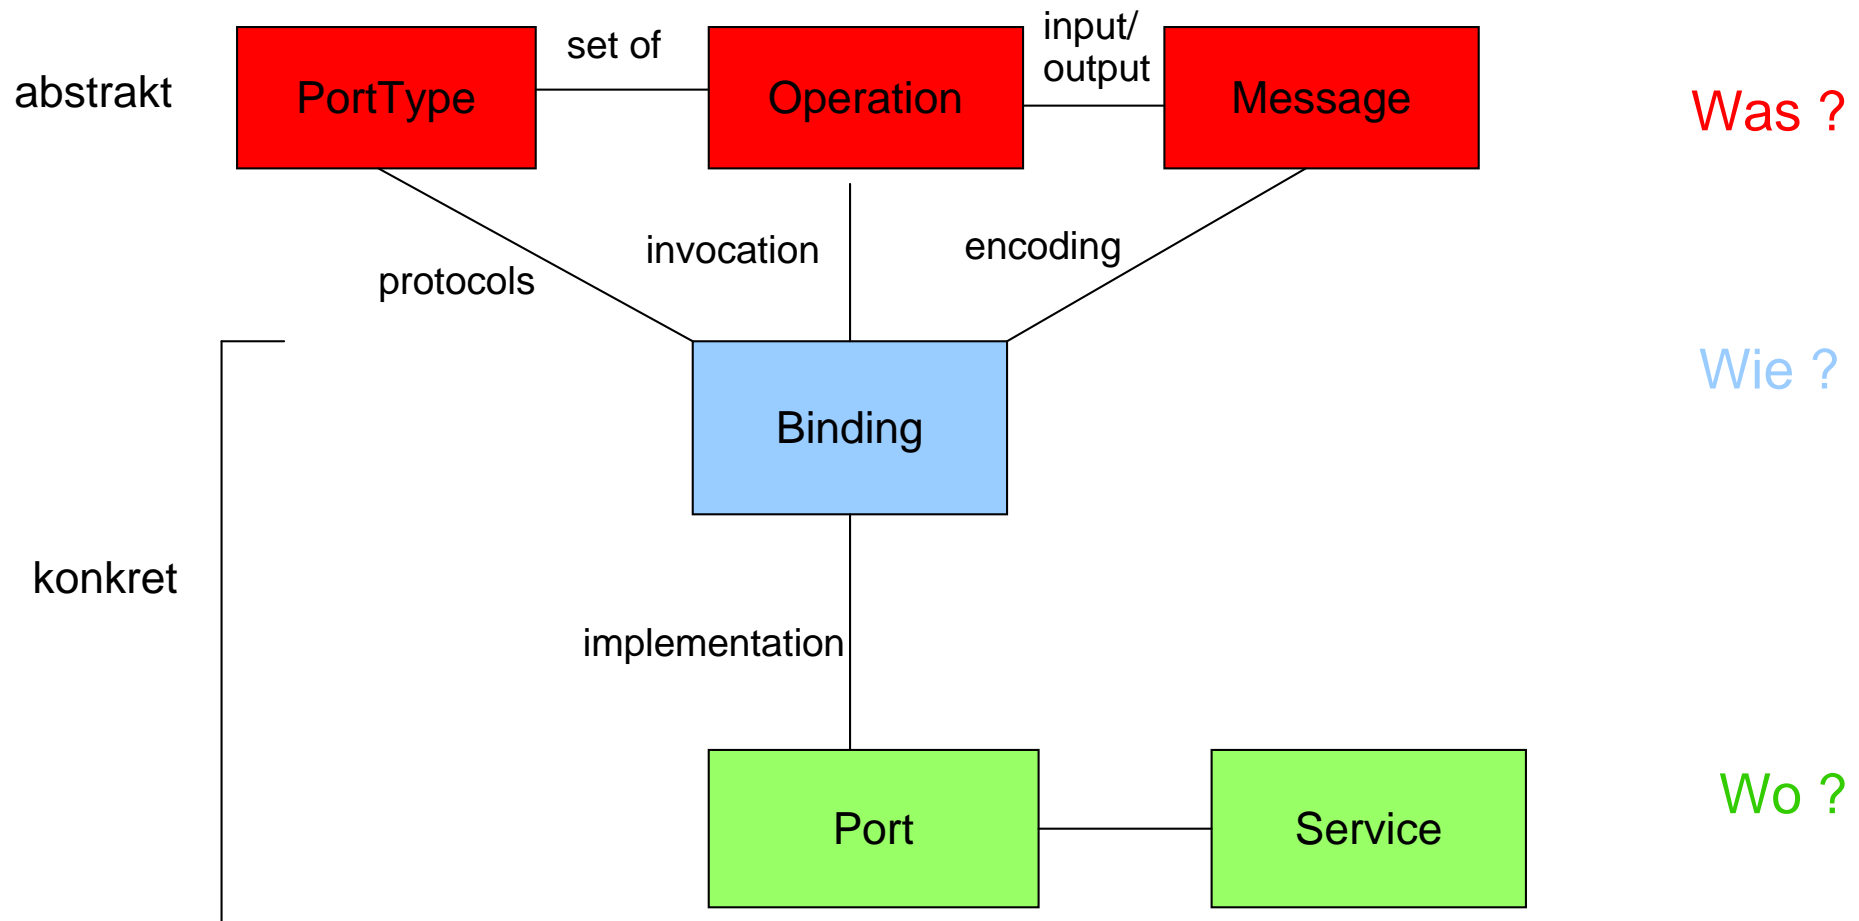 abstrakt
PortType
set of
Operation
input/
output
Message
Was ?
protocols
invocation
encoding
Binding
Wie ?
konkret
implementation
Port
Service
Wo ?